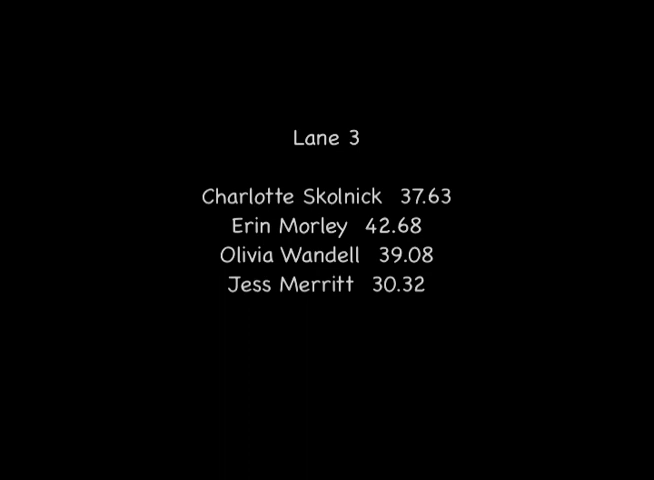 Lane 3
Charlotte Skolnick 37.63
Erin Morley 42.68
Olivia Wandell 39.08
Jess Merritt 30.32